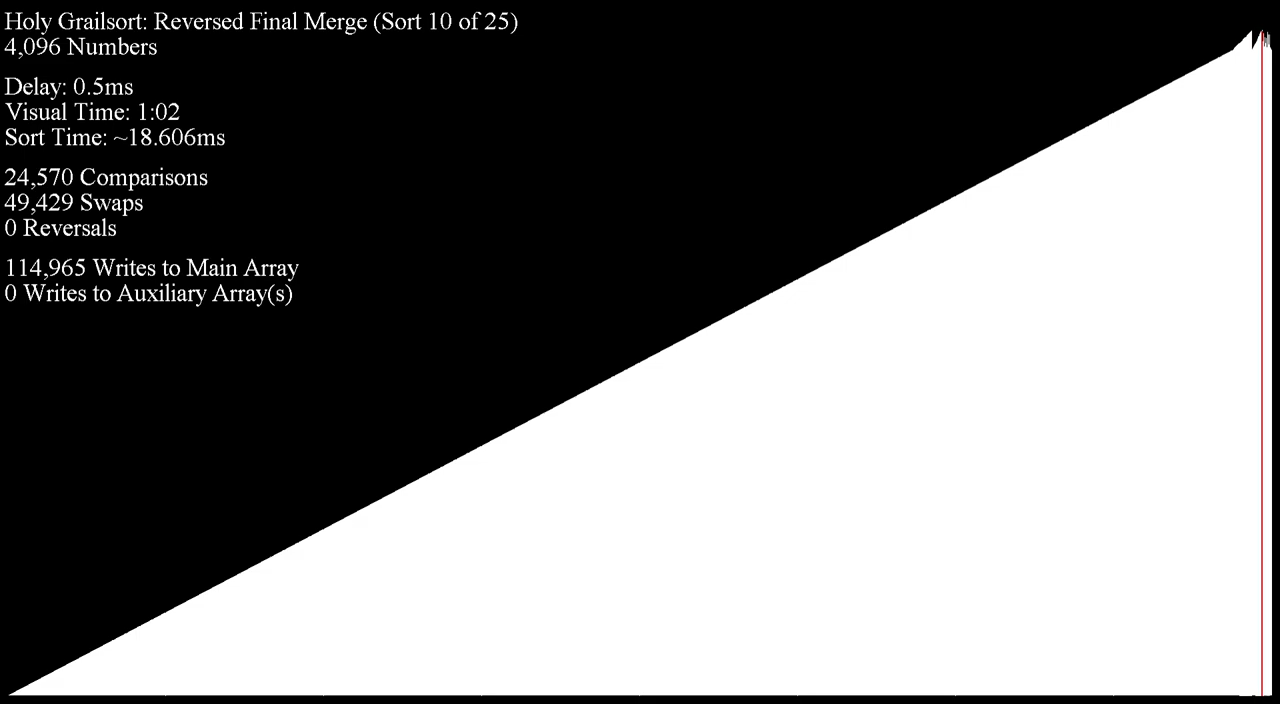 Holy Grailsort: Reversed Final Merge (Sort 10 of 25)
4,096 Numbers
Delay: 0.5ms
Visual Time: 1:02
Sort Time: ~18.606ms
24,570 Comparisons
49,429 Swaps
0 Reversals
114,965 Writes to Main Array
0 Writes to Auxiliary Array(s)